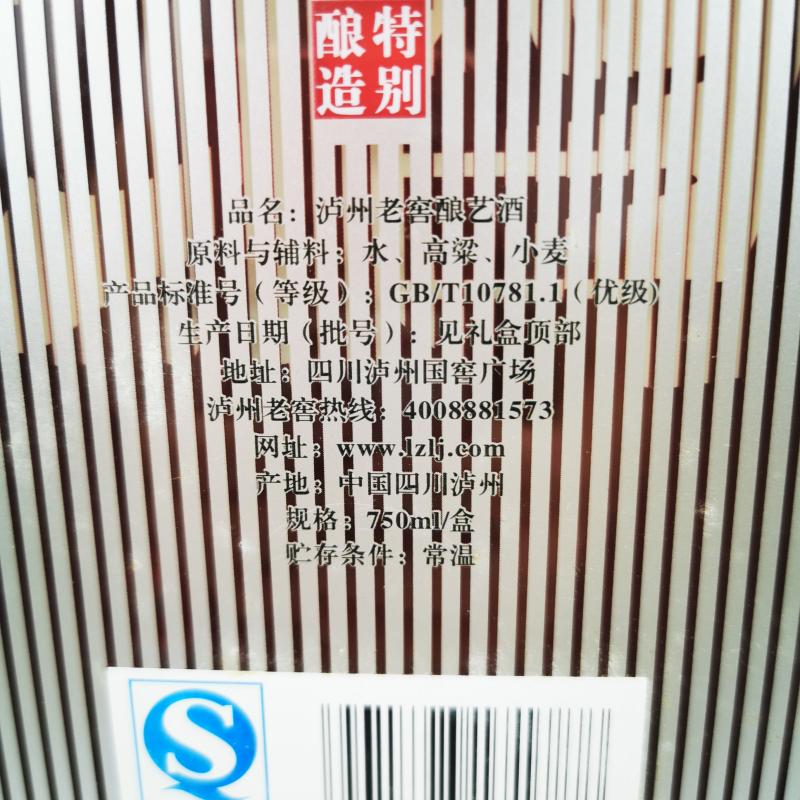 特别
酿造
品名：泸州老窖酿艺酒
原料与辅料：水、高粱、小麦
产品标准号（等级）：GB/T10781.1（优级）
生产日期（批号）：见礼盒顶部
地址：四川泸州国窖广场
泸州老窖热线：4008881573
网址：www.lzlj.com
产地：中国四川泸州
规格：750ml/盒
贮存条件：常温